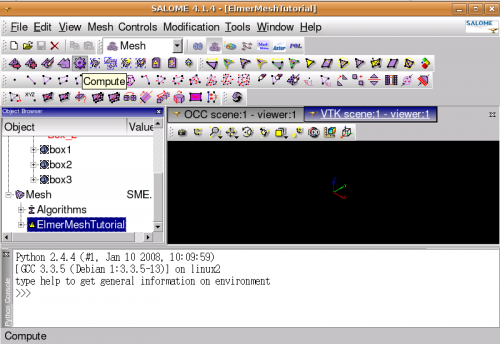 SALOME 4.1.4 - [ElmerMeshTutorial]
File Edit View Mesh Controls Modification Tools Window Help
SALOME
Mesh
Compute
Object Browser
OCC scene:1 - viewer:1
VTK scene:1 - viewer:1
Object
Value
Box_2
box1
box2
box3
Mesh
SME.
Algorithms
ElmerMeshTutorial
Python Console
Python 2.4.4 (#1, Jan 10 2008, 10:09:59)
[GCC 3.3.5 (Debian 1:3.3.5-13)] on linux2
type help to get general information on environment
>>>
Compute